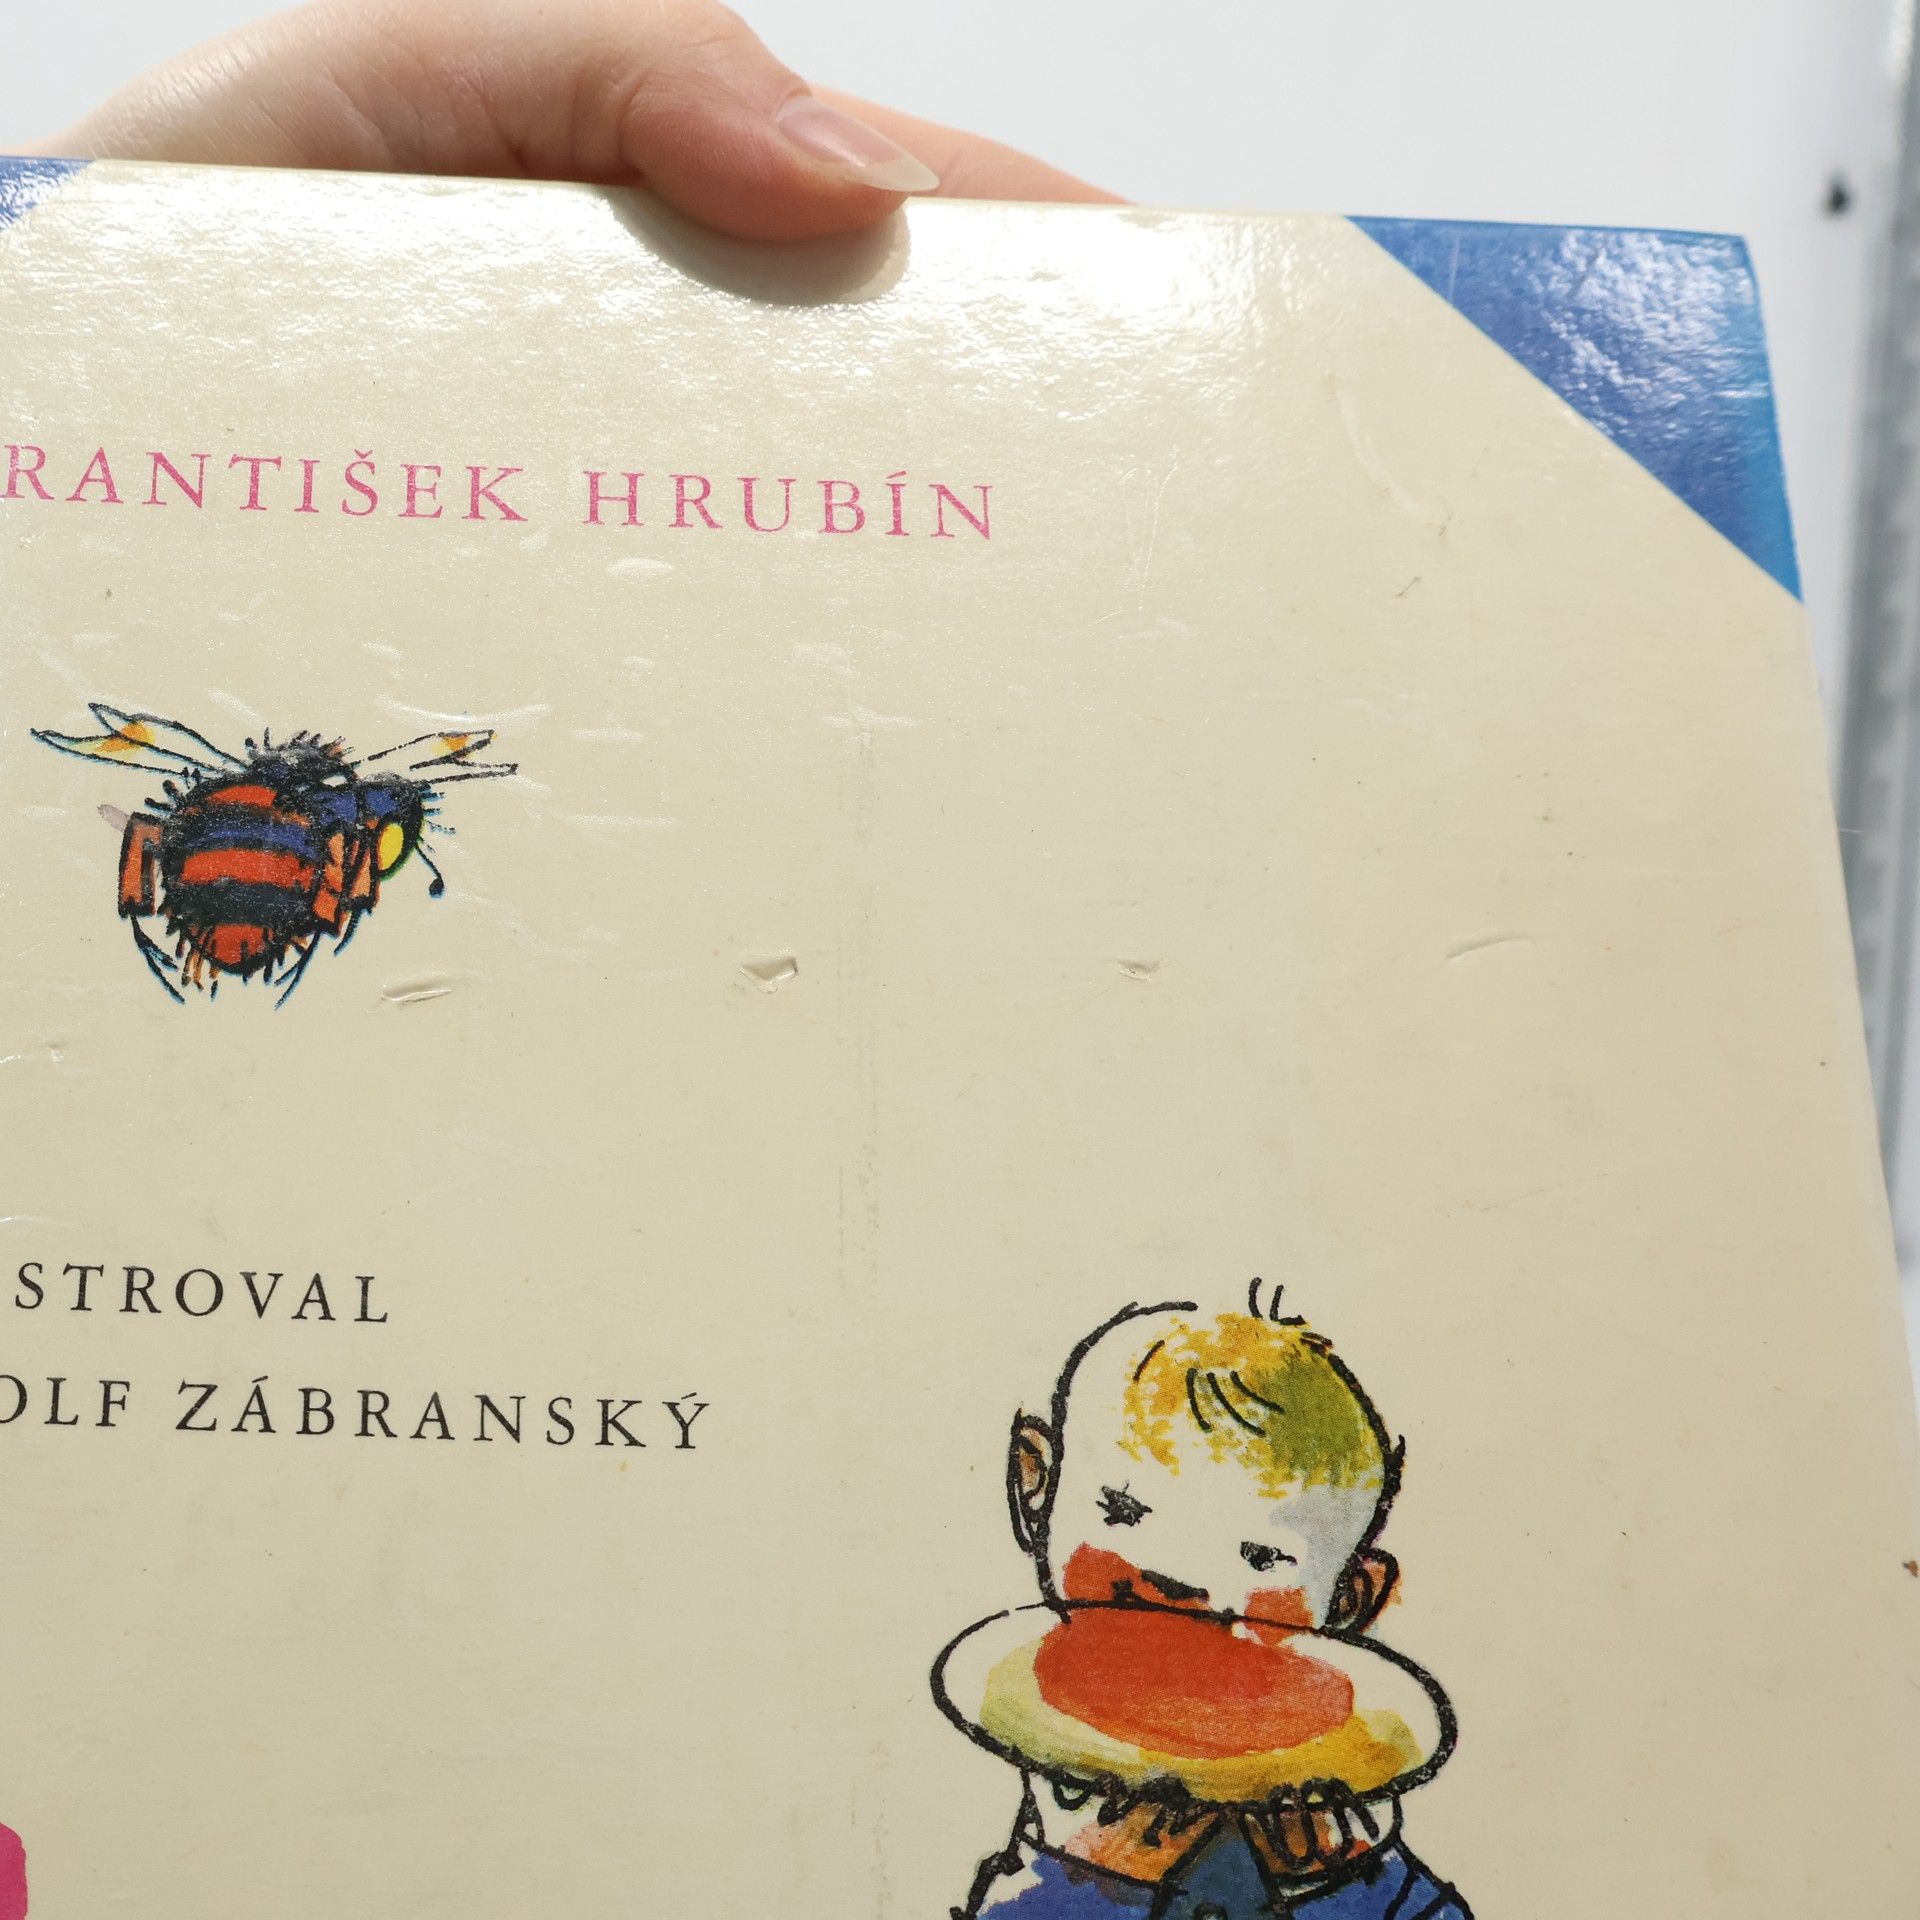 RANTIŠEK HRUBÍN
STROVAL
OLF ZÁBRANSKÝ